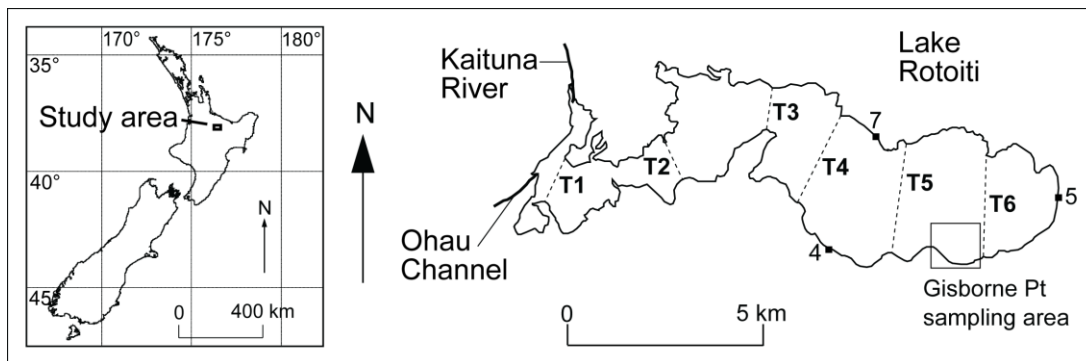 170° 175° 180°
35°
Study area
40°
45°
N
0 400 km
N
Kaituna
River
Lake
Rotoiti
T3
7
T4
T2
T1
T5
T6
5
Ohau
Channel
4
Gisborne Pt
sampling area
0 5 km